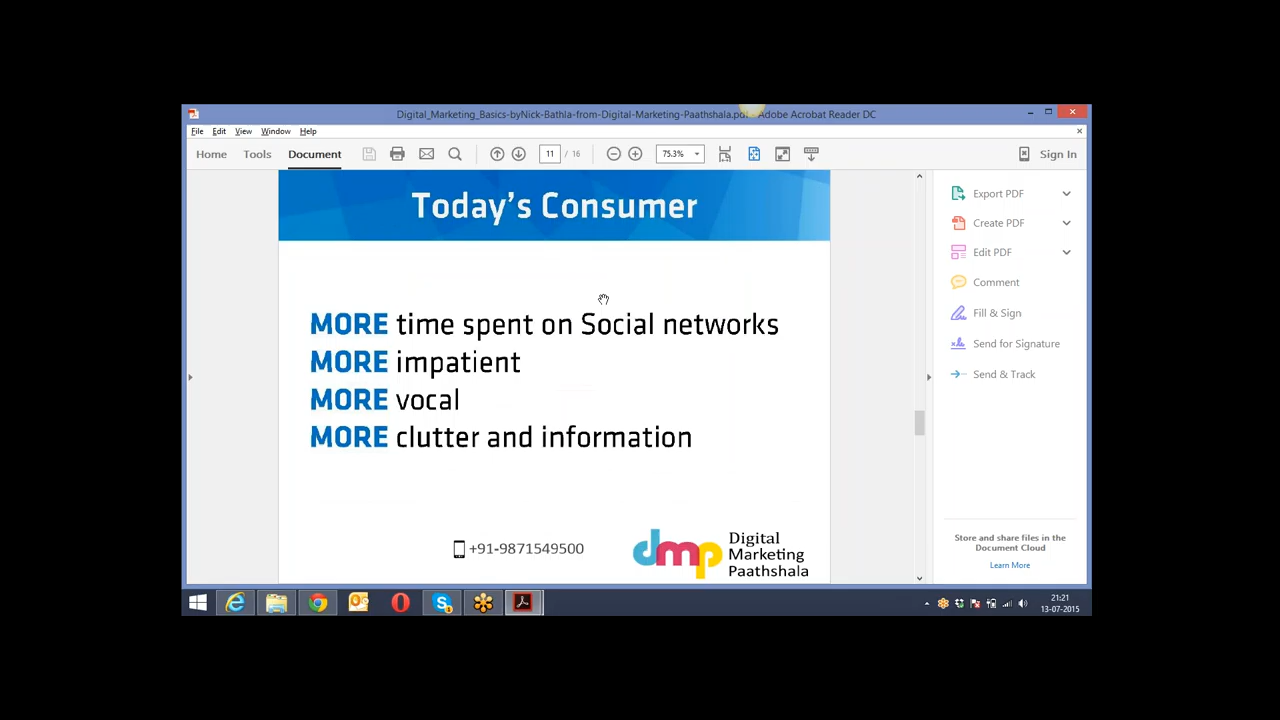 Digital_Marketing_Basics-byNick-Bathla-from-Digital-Marketing-Paathshala.pdf - Adobe Acrobat Reader DC
File Edit View Window Help
Home Tools Document 11 / 16 75.3% Sign In
Today's Consumer
MORE time spent on Social networks
MORE impatient
MORE vocal
MORE clutter and information
+91-9871549500
dmp
Digital
Marketing
Paathshala
Export PDF
Create PDF
Edit PDF
Comment
Fill & Sign
Send for Signature
Send & Track
Store and share files in the
Document Cloud
Learn More
21:21
13-07-2015